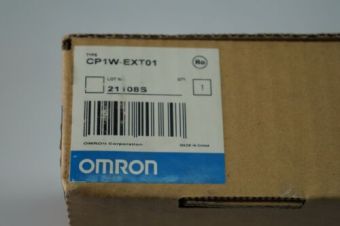 TYPE
CP1W-EXT01
LOT No. QTY.
21108S 1
OMRON Corporation MADE IN CHINA
OMRON